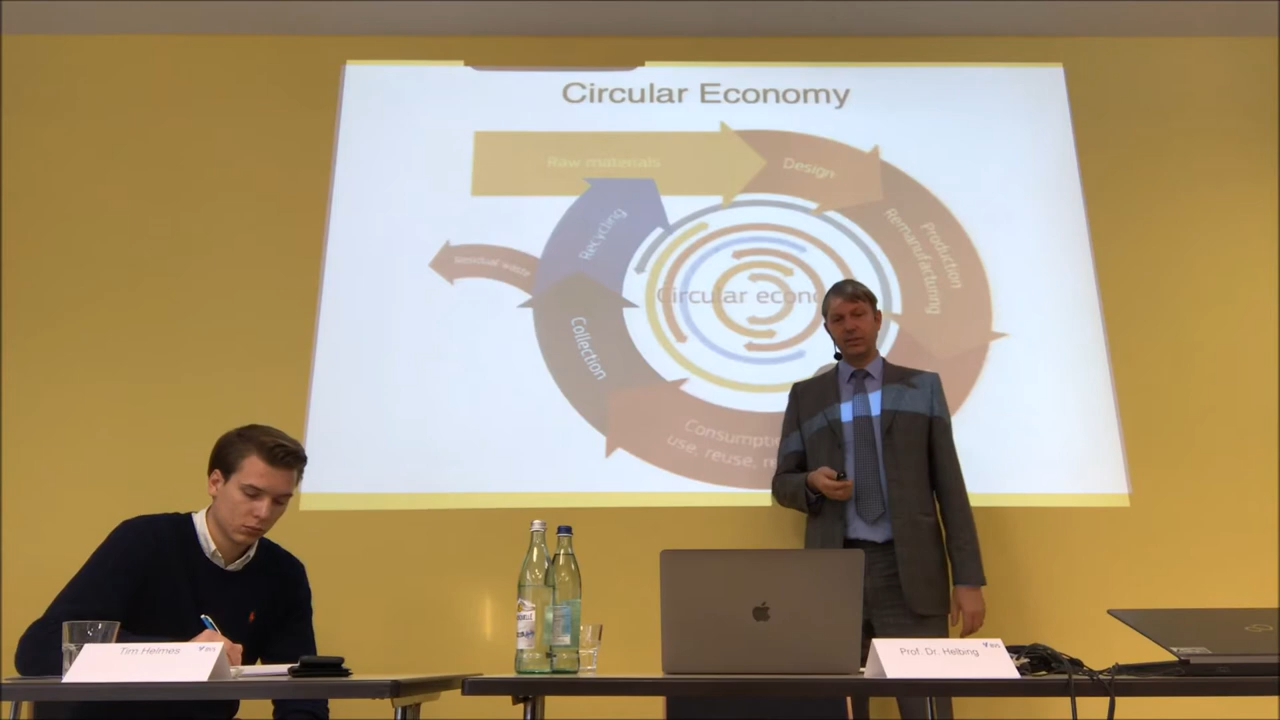 Circular Economy
Raw materials
Design
Production
Remanufacturing
Recycling
Residual waste
Circular econ
Collection
Consumptio
use, reuse, r
Tim Helmes
Prof. Dr. Helbing